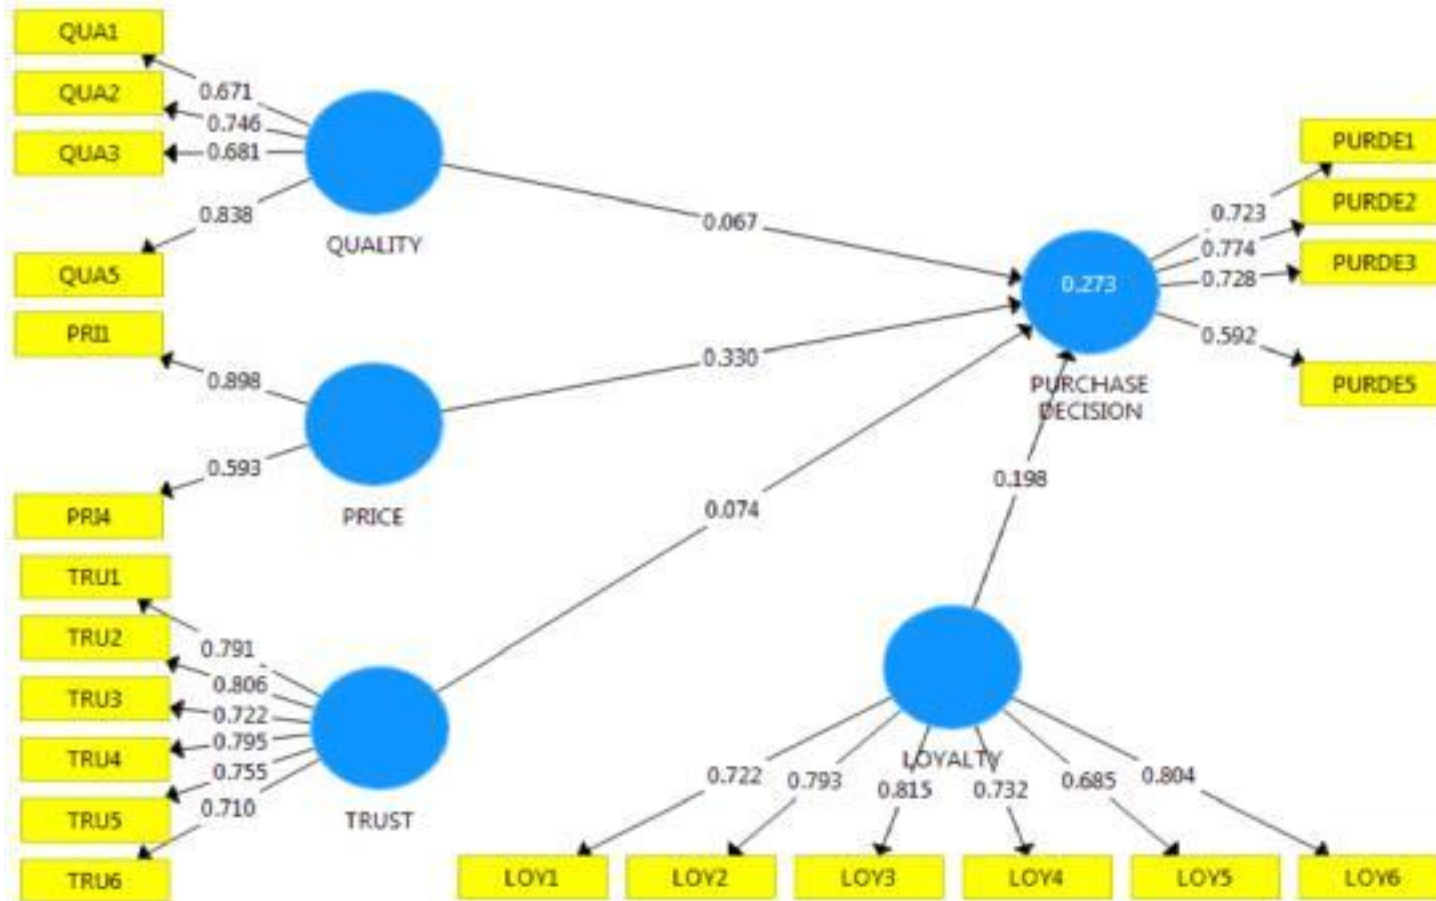 QUA1
QUA2
QUA3
QUA5
0.671
0.746
0.681
0.838
QUALITY
PRI1
PRI4
0.898
0.593
PRICE
TRU1
TRU2
TRU3
TRU4
TRU5
TRU6
0.791
0.806
0.722
0.795
0.755
0.710
TRUST
0.067
0.330
0.074
0.198
0.273
PURCHASE
DECISION
0.723
0.774
0.728
0.592
PURDE1
PURDE2
PURDE3
PURDE5
LOYALTY
0.722
0.793
0.815
0.732
0.685
0.804
LOY1
LOY2
LOY3
LOY4
LOY5
LOY6